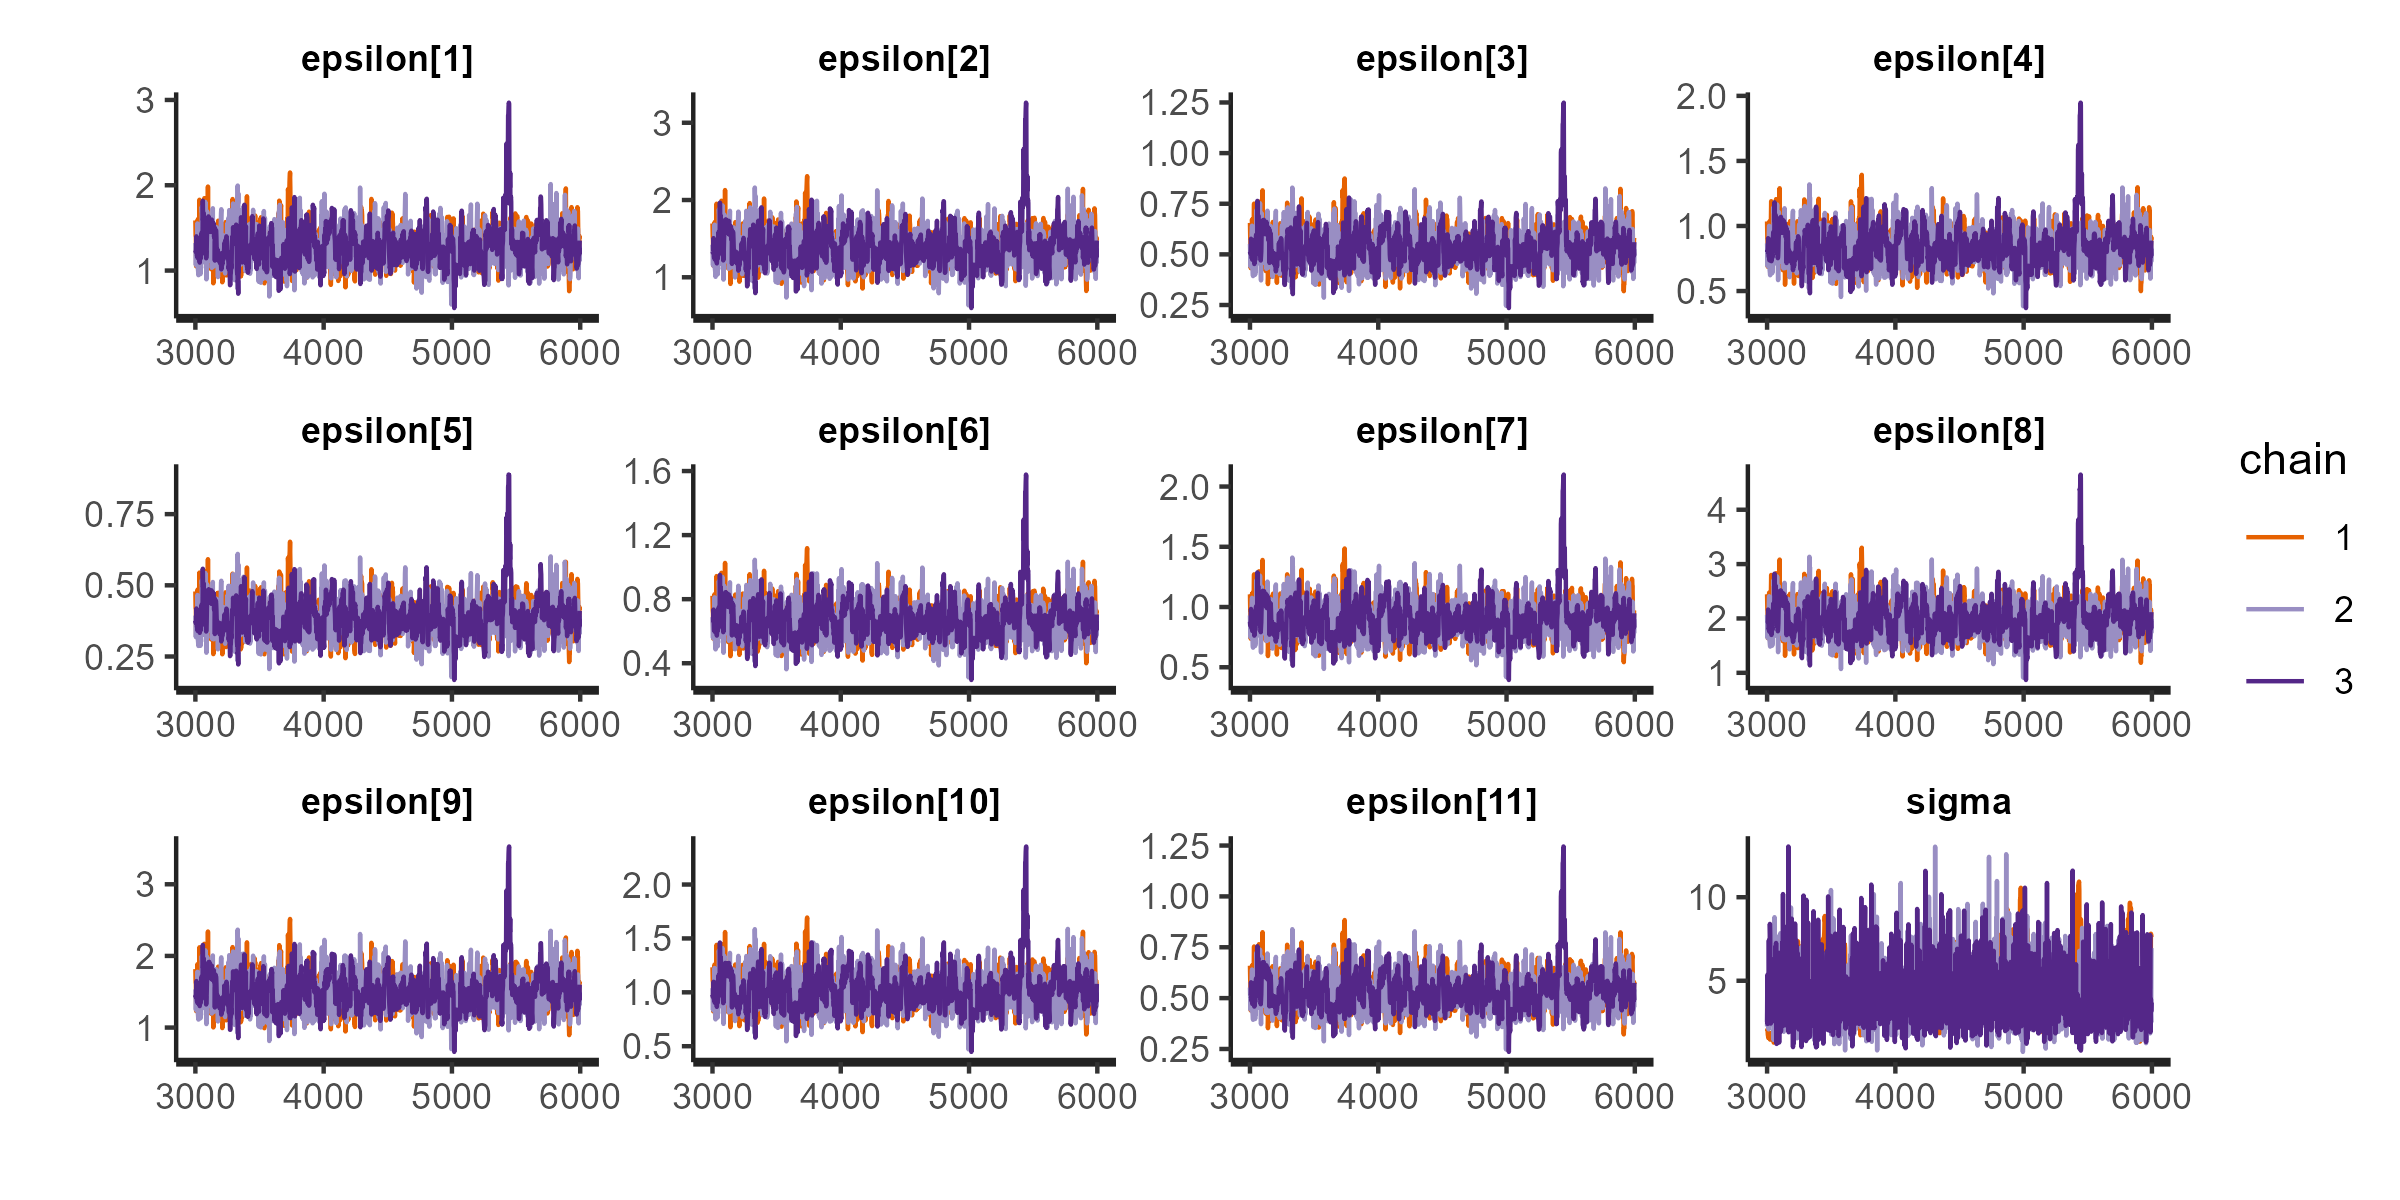 epsilon[1] epsilon[2] epsilon[3] epsilon[4]
3 2 1 3 2 1 1.25 1.00 0.75 0.50 0.25 2.0 1.5 1.0 0.5
3000 4000 5000 6000 3000 4000 5000 6000 3000 4000 5000 6000 3000 4000 5000 6000
epsilon[5] epsilon[6] epsilon[7] epsilon[8]
0.75 0.50 0.25 1.6 1.2 0.8 0.4 2.0 1.5 1.0 0.5 4 3 2 1
3000 4000 5000 6000 3000 4000 5000 6000 3000 4000 5000 6000 3000 4000 5000 6000
epsilon[9] epsilon[10] epsilon[11] sigma
3 2 1 2.0 1.5 1.0 0.5 1.25 1.00 0.75 0.50 0.25 10 5
3000 4000 5000 6000 3000 4000 5000 6000 3000 4000 5000 6000 3000 4000 5000 6000
chain
1
2
3